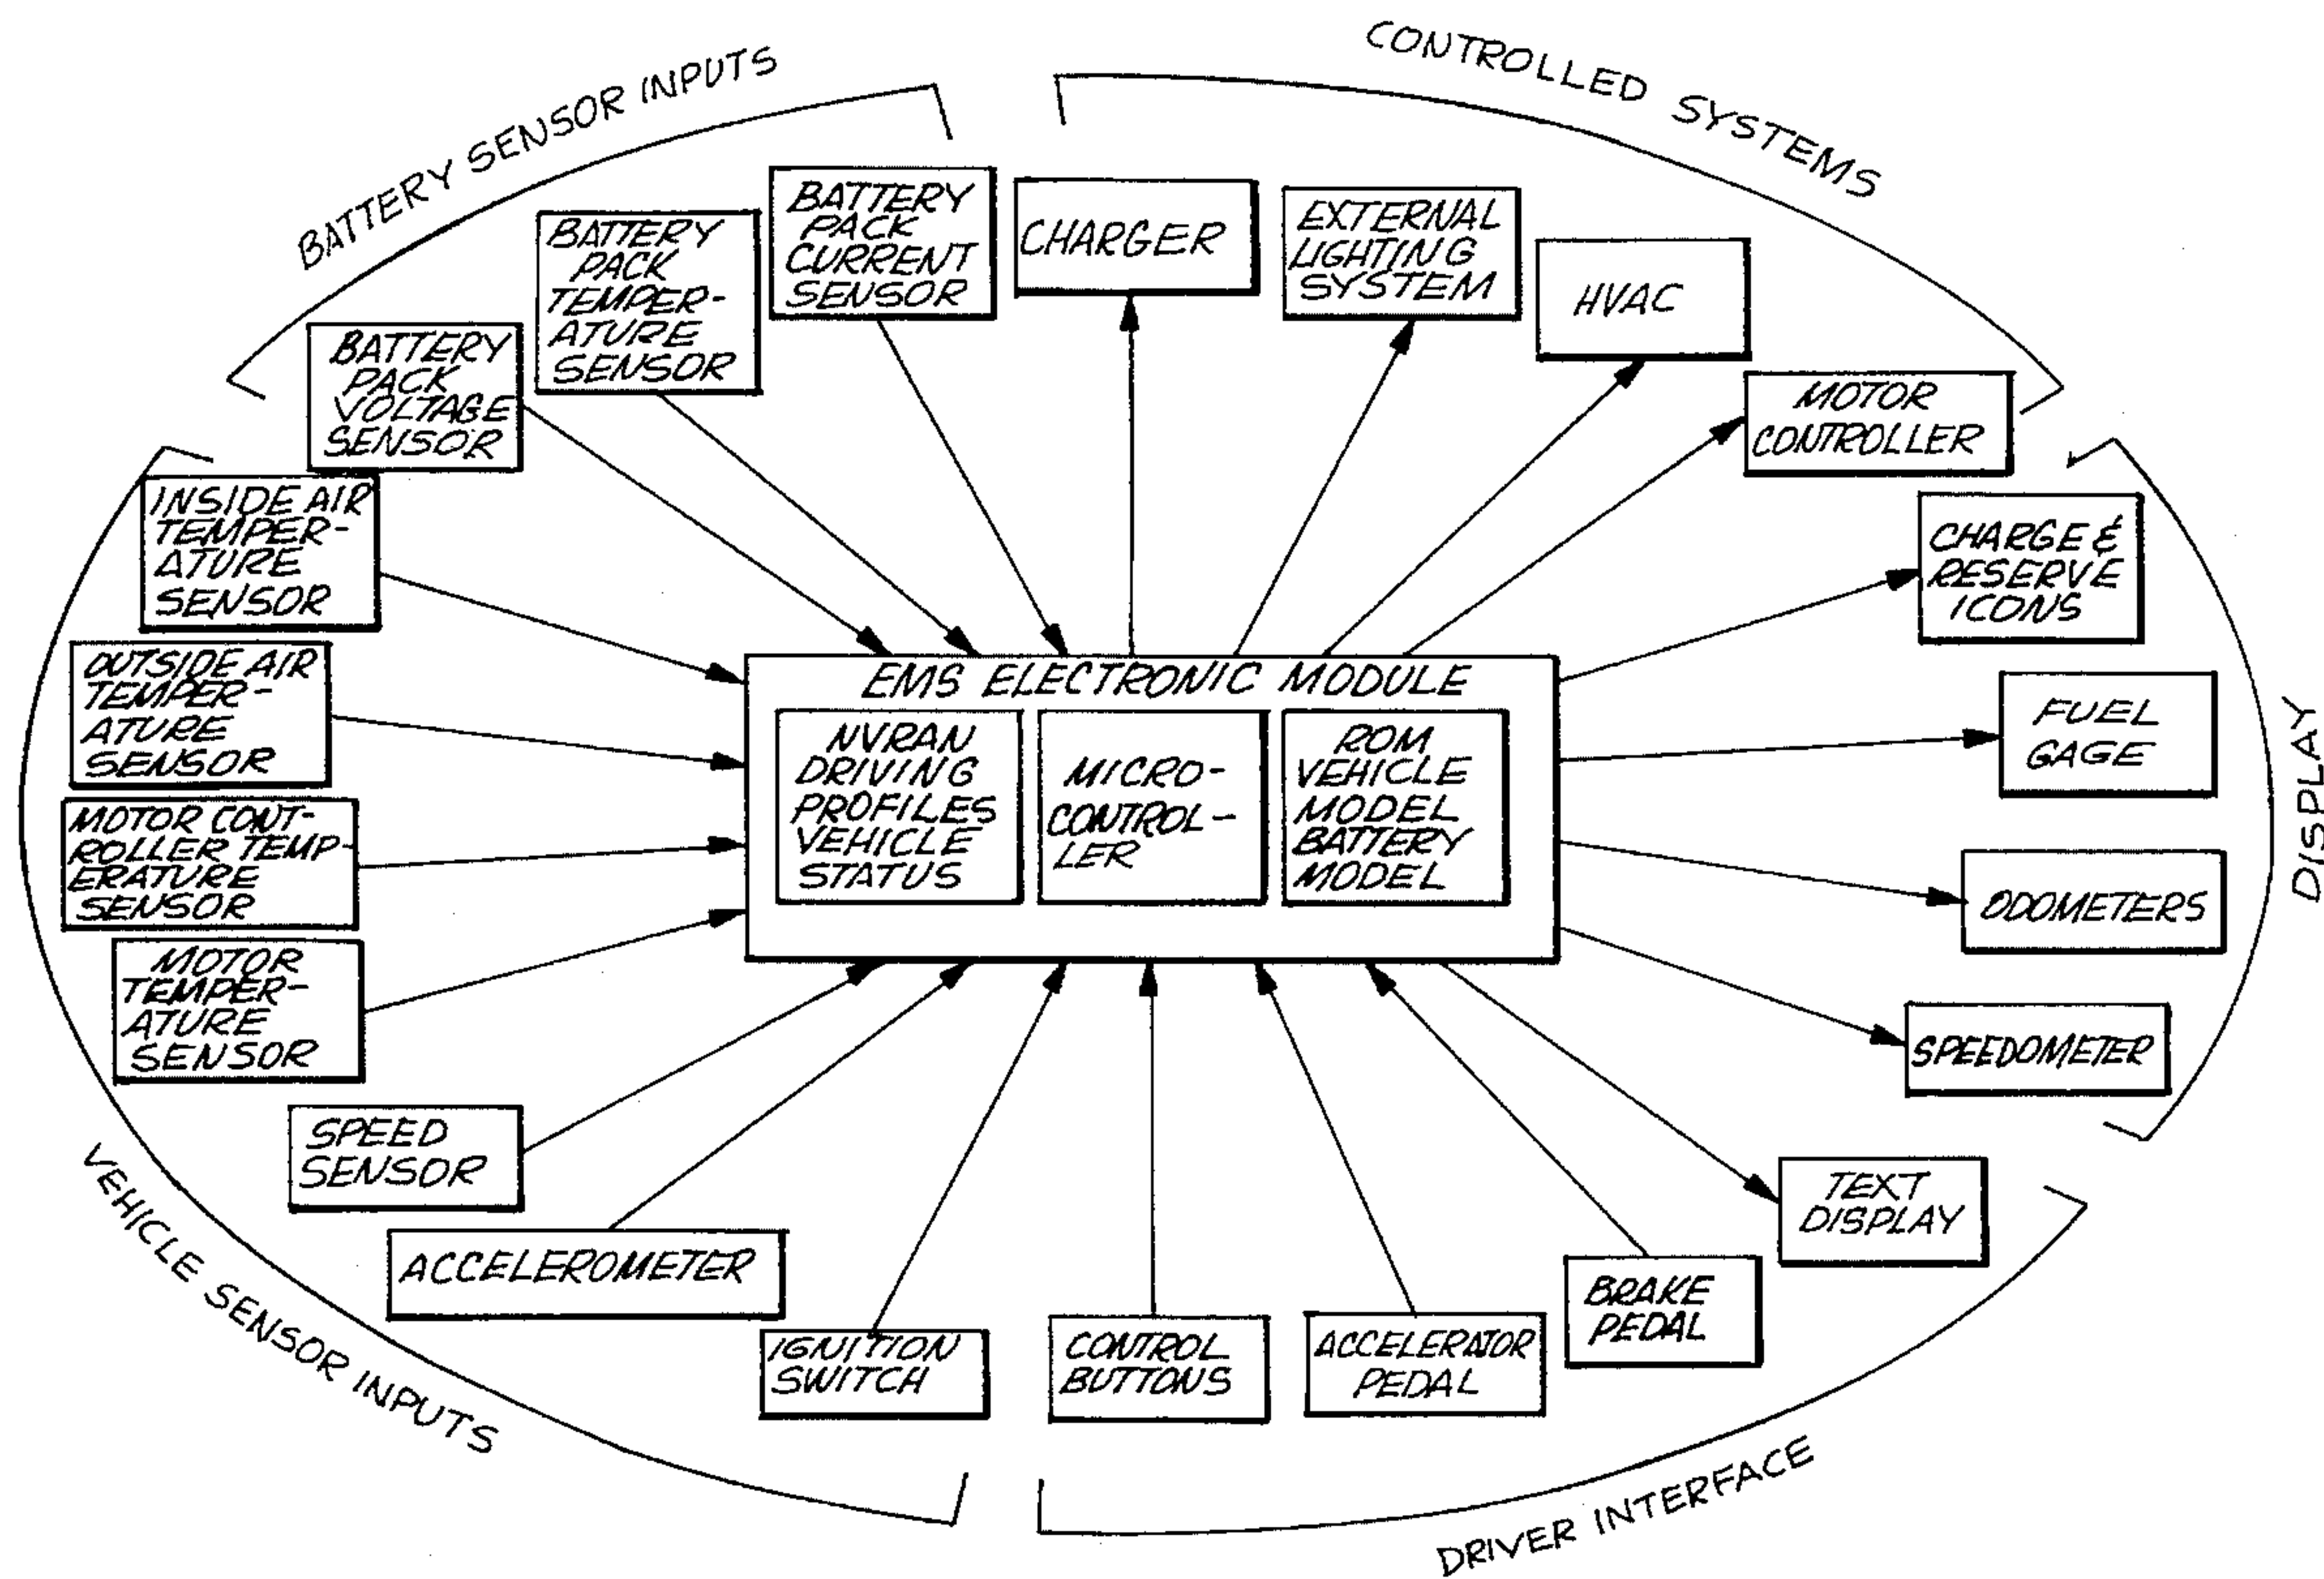 BATTERY SENSOR INPUTS
CONTROLLED SYSTEMS
BATTERY
PACK
VOLTAGE
SENSOR
BATTERY
PACK
TEMPER-
ATURE
SENSOR
BATTERY
PACK
CURRENT
SENSOR
CHARGER
EXTERNAL
LIGHTING
SYSTEM
HVAC
MOTOR
CONTROLLER
INSIDE AIR
TEMPER-
ATURE
SENSOR
OUTSIDE AIR
TEMPER-
ATURE
SENSOR
MOTOR CONT-
ROLLER TEMP-
ERATURE
SENSOR
MOTOR
TEMPER-
ATURE
SENSOR
SPEED
SENSOR
ACCELEROMETER
IGNITION
SWITCH
VEHICLE SENSOR INPUTS
EMS ELECTRONIC MODULE
NVRAN
DRIVING
PROFILES
VEHICLE
STATUS
MICRO-
CONTROL-
LER
ROM
VEHICLE
MODEL
BATTERY
MODEL
CHARGE &
RESERVE
ICONS
FUEL
GAGE
ODOMETERS
SPEEDOMETER
DISPLAY
CONTROL
BUTTONS
ACCELERATOR
PEDAL
BRAKE
PEDAL
TEXT
DISPLAY
DRIVER INTERFACE